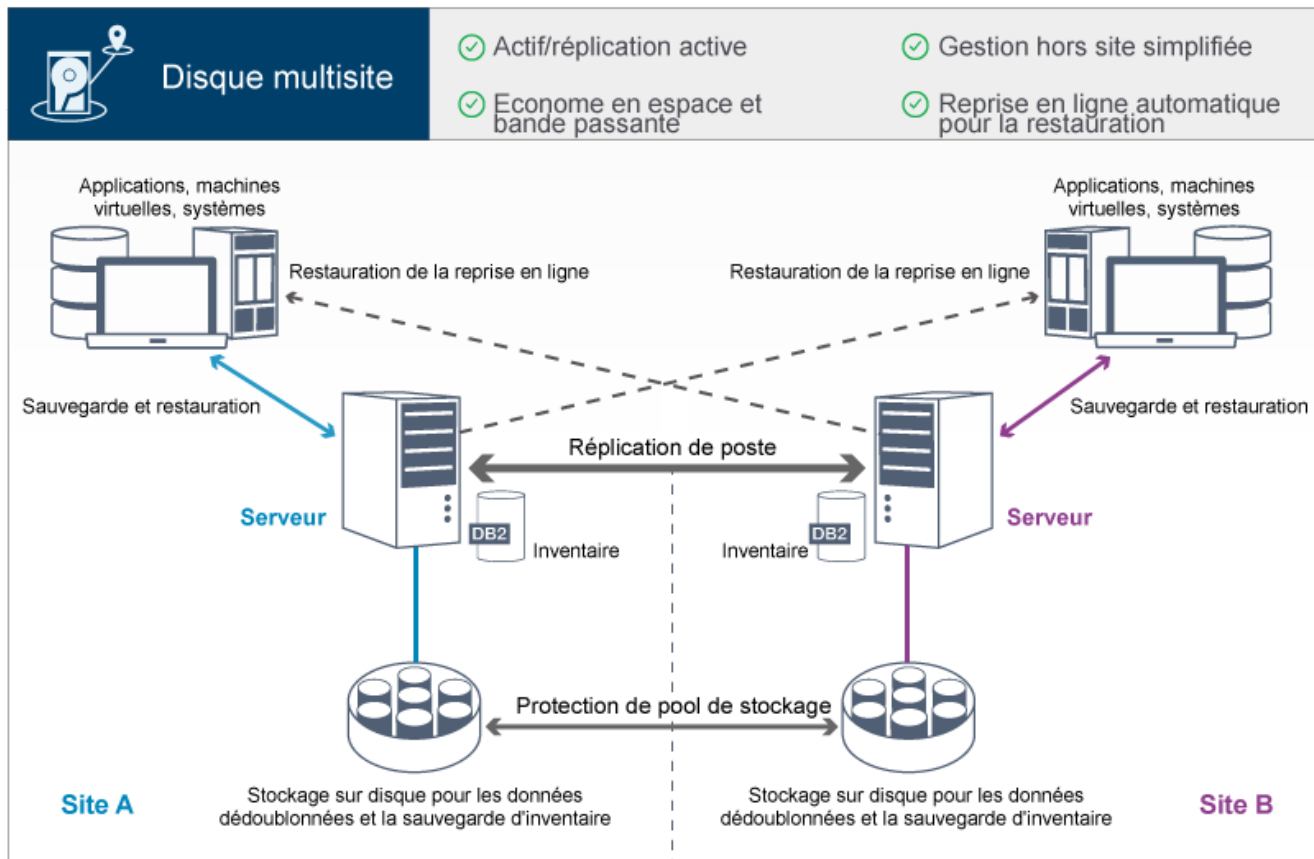 Disque multisite
Actif/réplication active
Gestion hors site simplifiée
Econome en espace et
bande passante
Reprise en ligne automatique
pour la restauration
Applications, machines
virtuelles, systèmes
Applications, machines
virtuelles, systèmes
Restauration de la reprise en ligne
Restauration de la reprise en ligne
Sauvegarde et restauration
Sauvegarde et restauration
Réplication de poste
Serveur
DB2
Inventaire
Inventaire
DB2
Serveur
Protection de pool de stockage
Site A
Stockage sur disque pour les données
dédoublonnées et la sauvegarde d'inventaire
Stockage sur disque pour les données
dédoublonnées et la sauvegarde d'inventaire
Site B